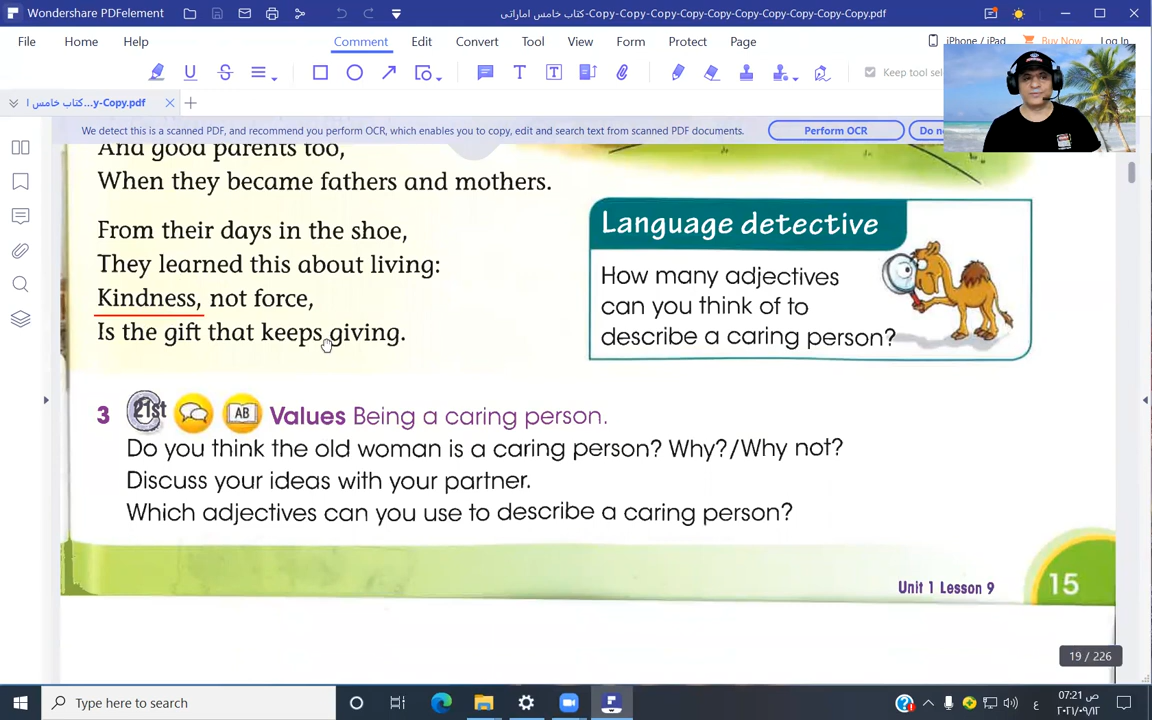 Wondershare PDFelement
كتاب خامس اماراتى-Copy-Copy-Copy-Copy-Copy-Copy-Copy-Copy-Copy.pdf
File Home Help Comment Edit Convert Tool View Form Protect Page
iPhone / iPad Buy Now Log In
Keep tool sel
كتاب خامس ا...y-Copy.pdf
We detect this is a scanned PDF, and recommend you perform OCR, which enables you to copy, edit and search text from scanned PDF documents.
Perform OCR
Do n
And good parents too,
When they became fathers and mothers.
From their days in the shoe,
They learned this about living:
Kindness, not force,
Is the gift that keeps giving.
Language detective
How many adjectives
can you think of to
describe a caring person?
3 21st AB Values Being a caring person.
Do you think the old woman is a caring person? Why?/Why not?
Discuss your ideas with your partner.
Which adjectives can you use to describe a caring person?
Unit 1 Lesson 9
15
19 / 226
Type here to search
ع
07:21 ص
٢٠٢١/٠٩/١٢